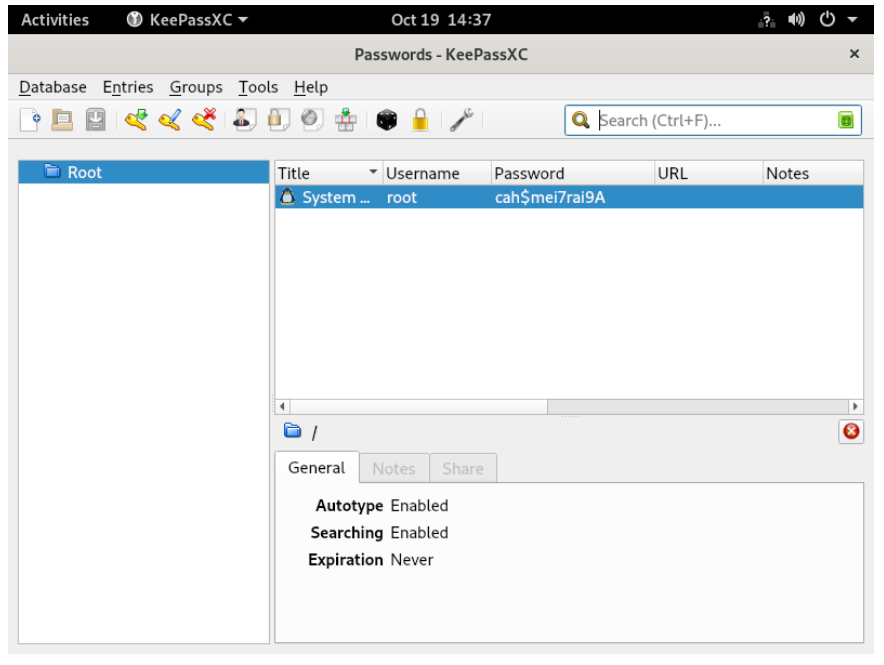 Activities KeePassXC Oct 19 14:37
Passwords - KeePassXC
Database Entries Groups Tools Help
Search (Ctrl+F)...
Root
Title Username Password URL Notes
System ... root cah$mei7rai9A
/
General Notes Share
Autotype Enabled
Searching Enabled
Expiration Never